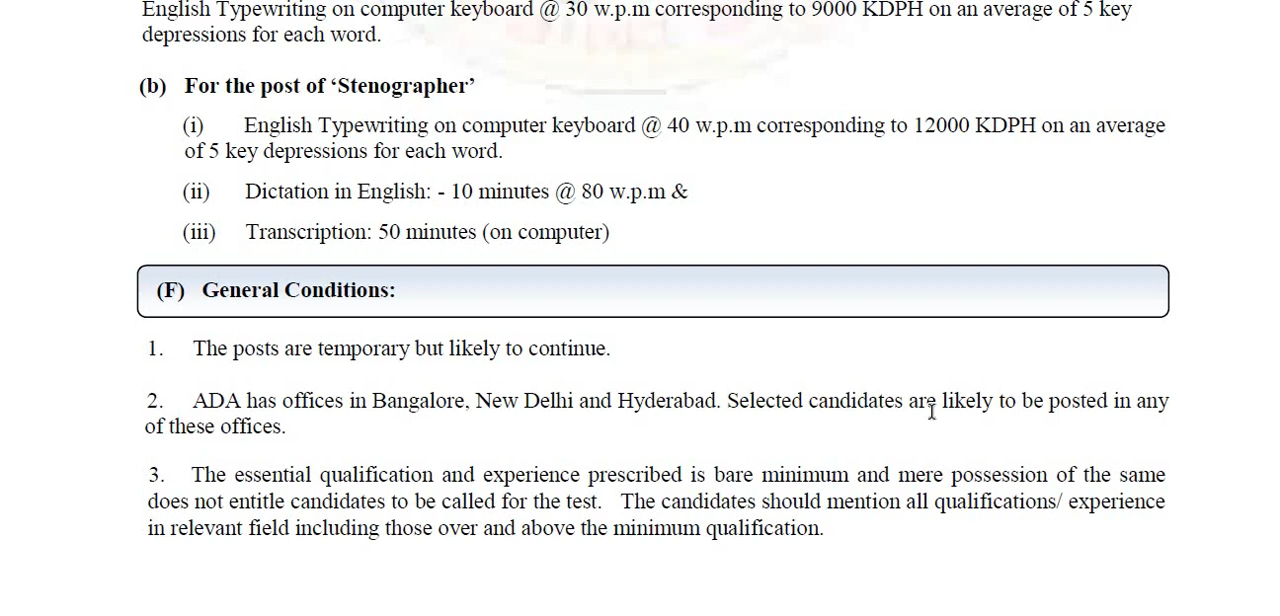 English Typewriting on computer keyboard @ 30 w.p.m corresponding to 9000 KDPH on an average of 5 key
depressions for each word.
(b) For the post of ‘Stenographer’
(i) English Typewriting on computer keyboard @ 40 w.p.m corresponding to 12000 KDPH on an average
of 5 key depressions for each word.
(ii) Dictation in English: - 10 minutes @ 80 w.p.m &
(iii) Transcription: 50 minutes (on computer)
(F) General Conditions:
1. The posts are temporary but likely to continue.
2. ADA has offices in Bangalore, New Delhi and Hyderabad. Selected candidates are likely to be posted in any
of these offices.
3. The essential qualification and experience prescribed is bare minimum and mere possession of the same
does not entitle candidates to be called for the test. The candidates should mention all qualifications/ experience
in relevant field including those over and above the minimum qualification.